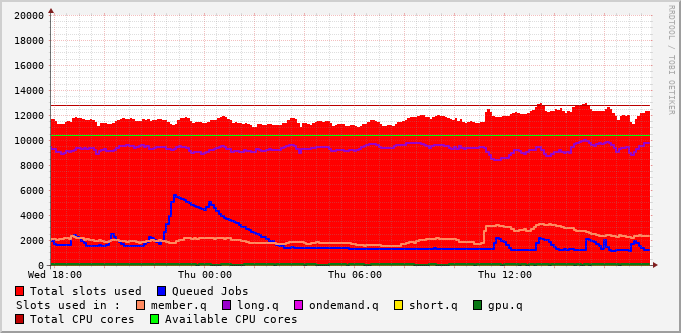 20000
18000
16000
14000
12000
10000
8000
6000
4000
2000
0
Wed 18:00 Thu 00:00 Thu 06:00 Thu 12:00
RRDTOOL / TOBI OETIKER
Total slots used Queued Jobs
Slots used in : member.q long.q ondemand.q short.q gpu.q
Total CPU cores Available CPU cores